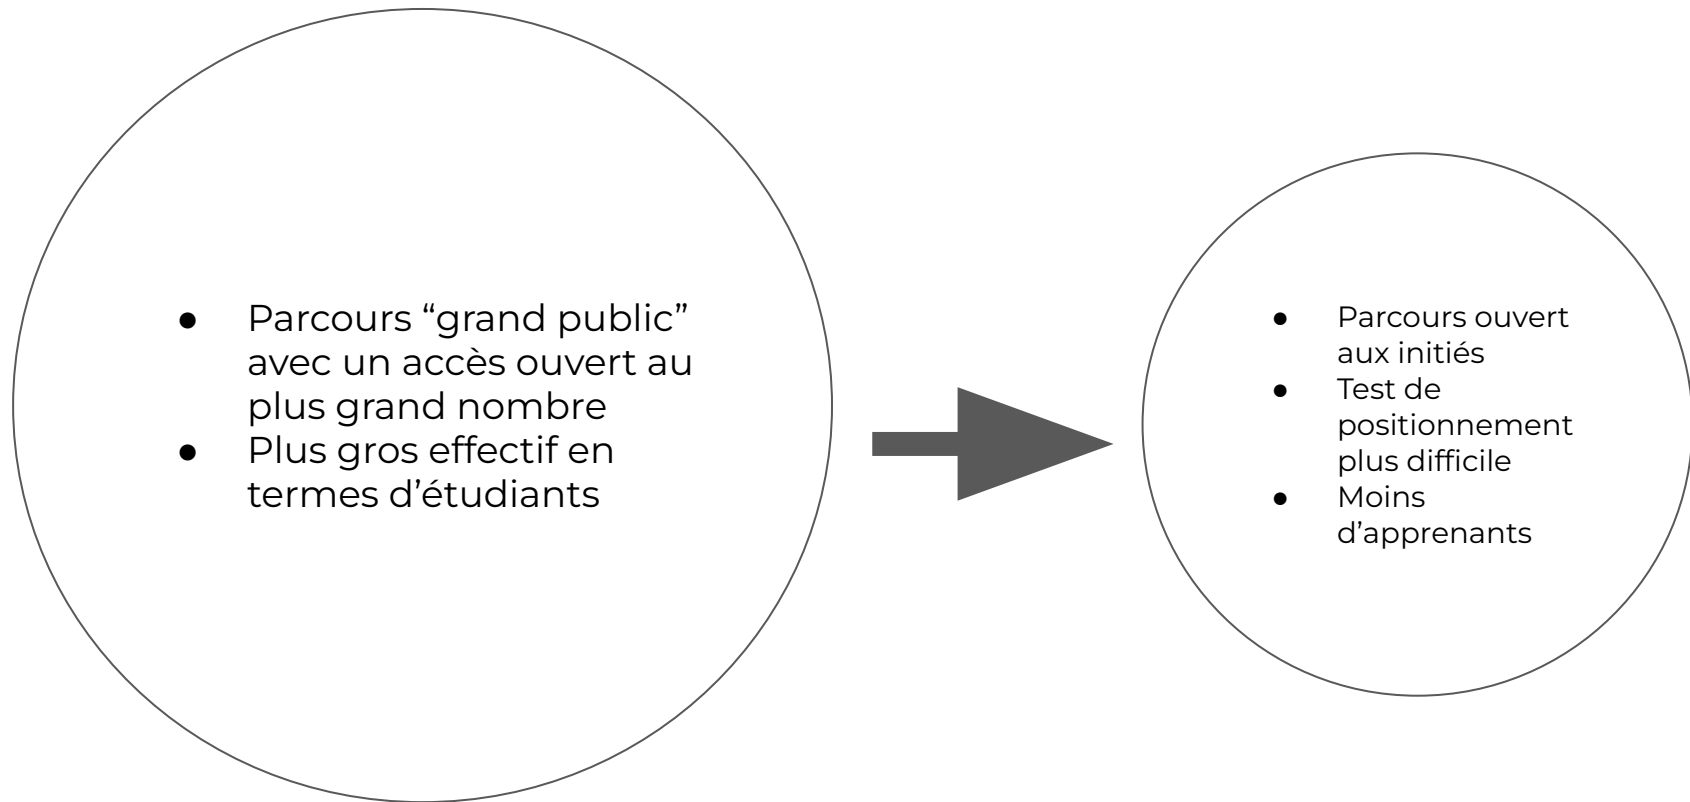 ● Parcours “grand public”
avec un accès ouvert au
plus grand nombre
● Plus gros effectif en
termes d’étudiants
● Parcours ouvert
aux initiés
● Test de
positionnement
plus difficile
● Moins
d’apprenants